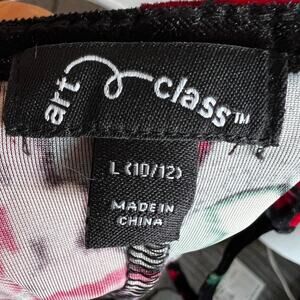 art class™
L (10/12)
MADE IN
CHINA